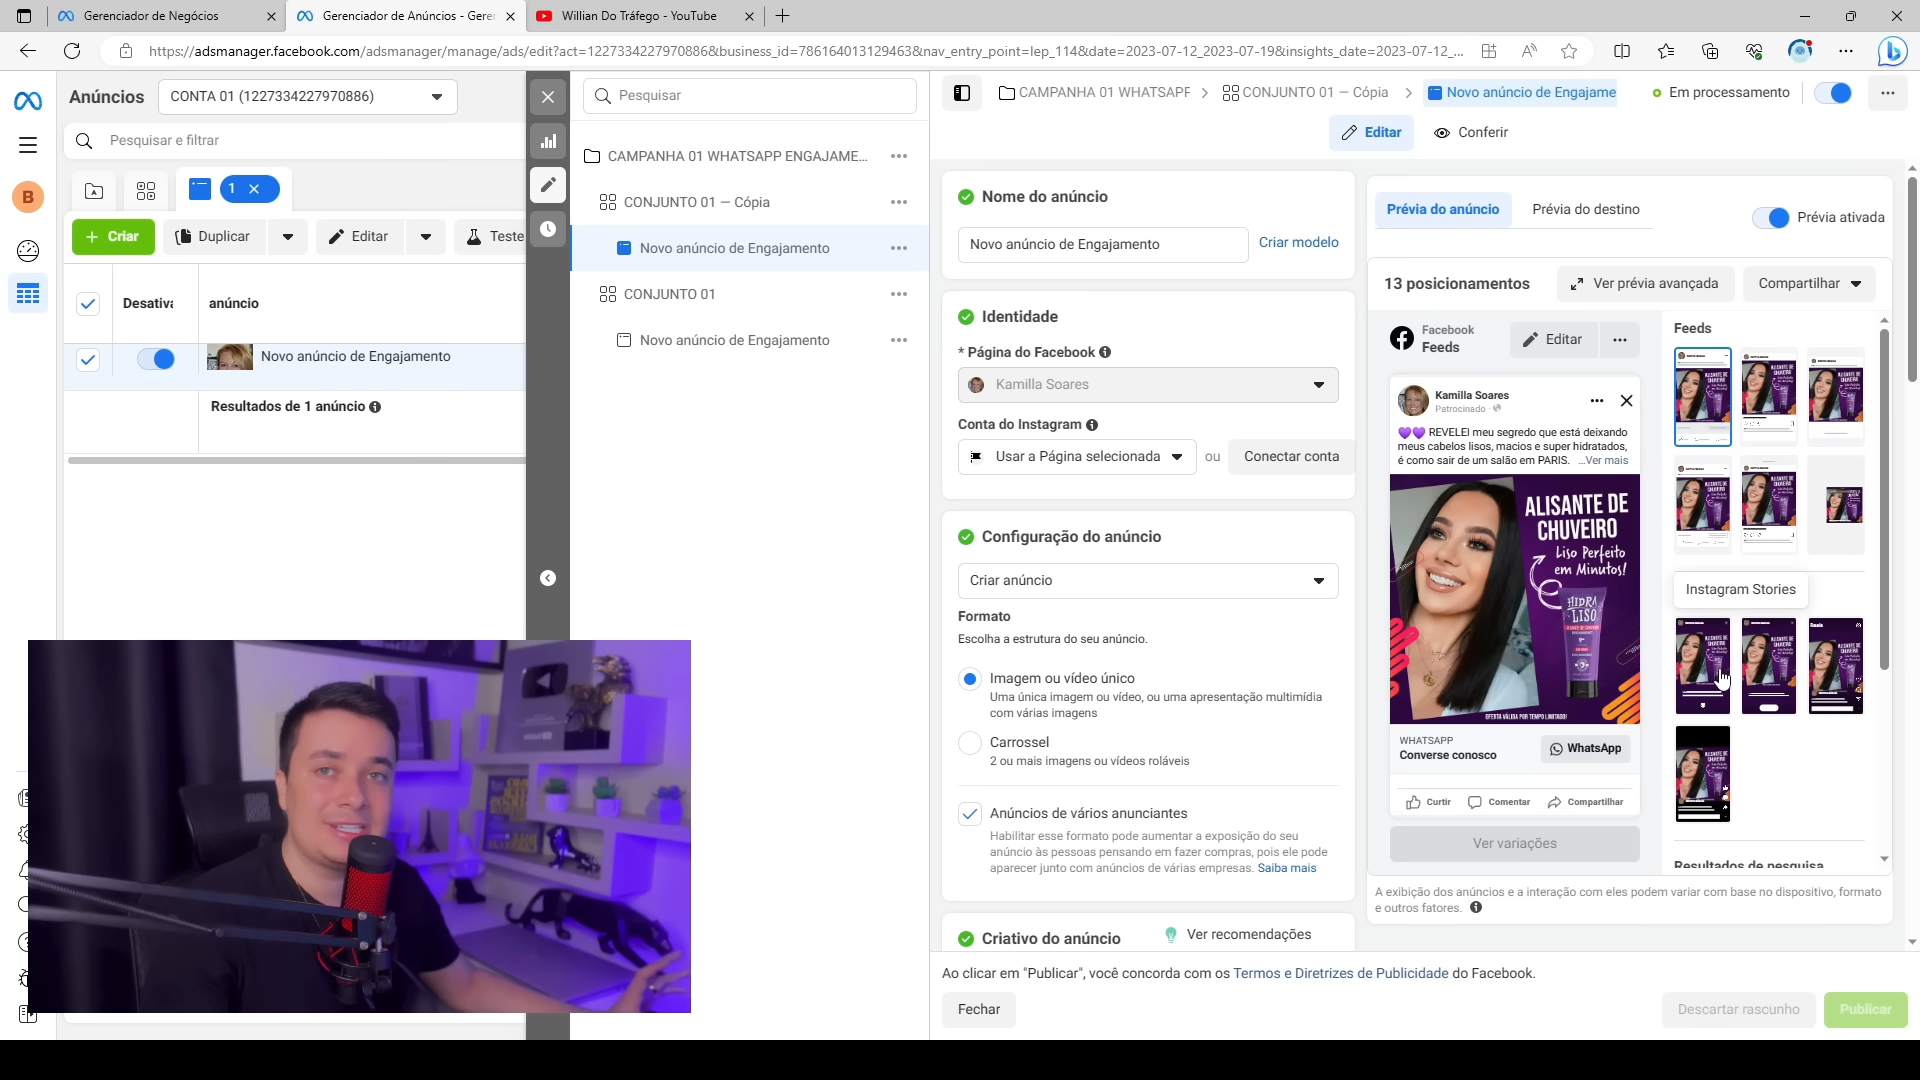 Gerenciador de Negócios
Gerenciador de Anúncios - Geren
Willian Do Tráfego - YouTube
https://adsmanager.facebook.com/adsmanager/manage/ads/edit?act=1227334227970886&business_id=786164013129463&nav_entry_point=lep_114&date=2023-07-12_2023-07-19&insights_date=2023-07-12_...
Anúncios
CONTA 01 (1227334227970886)
Pesquisar e filtrar
B
1
Criar
Duplicar
Editar
Teste
Desativa
anúncio
Novo anúncio de Engajamento
Resultados de 1 anúncio
Pesquisar
CAMPANHA 01 WHATSAPP ENGAJAME...
CONJUNTO 01 — Cópia
Novo anúncio de Engajamento
CONJUNTO 01
Novo anúncio de Engajamento
CAMPANHA 01 WHATSAPP
CONJUNTO 01 — Cópia
Novo anúncio de Engajame
Em processamento
Editar
Conferir
Nome do anúncio
Novo anúncio de Engajamento
Criar modelo
Identidade
* Página do Facebook
Kamilla Soares
Conta do Instagram
Usar a Página selecionada
ou
Conectar conta
Configuração do anúncio
Criar anúncio
Formato
Escolha a estrutura do seu anúncio.
Imagem ou vídeo único
Uma única imagem ou vídeo, ou uma apresentação multimídia
com várias imagens
Carrossel
2 ou mais imagens ou vídeos roláveis
Anúncios de vários anunciantes
Habilitar esse formato pode aumentar a exposição do seu
anúncio às pessoas pensando em fazer compras, pois ele pode
aparecer junto com anúncios de várias empresas. Saiba mais
Criativo do anúncio
Ver recomendações
Prévia do anúncio
Prévia do destino
Prévia ativada
13 posicionamentos
Ver prévia avançada
Compartilhar
Facebook
Feeds
Editar
Kamilla Soares
Patrocinado
REVELEI meu segredo que está deixando
meus cabelos lisos, macios e super hidratados,
é como sair de um salão em PARIS. ...Ver mais
ALISANTE DE
CHUVEIRO
Liso Perfeito
em Minutos!
HIDRA
LISO
OFERTA VÁLIDA POR TEMPO LIMITADO!
WHATSAPP
Converse conosco
WhatsApp
Curtir
Comentar
Compartilhar
Ver variações
Feeds
Instagram Stories
Resultados de pesquisa
A exibição dos anúncios e a interação com eles podem variar com base no dispositivo, formato
e outros fatores.
Ao clicar em "Publicar", você concorda com os Termos e Diretrizes de Publicidade do Facebook.
Fechar
Descartar rascunho
Publicar